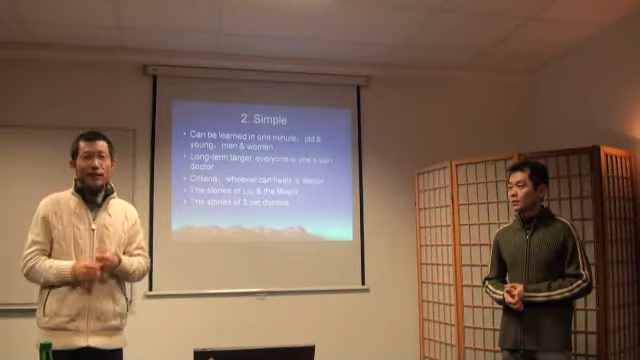 2. Simple
• Can be learned in one minute, old &
young, men & women
• Long-term target: everyone is one's own
doctor
• Criteria, whoever can heels is doctor
• The stories of Liu & the Mayor
• The stories of 3 old doctors